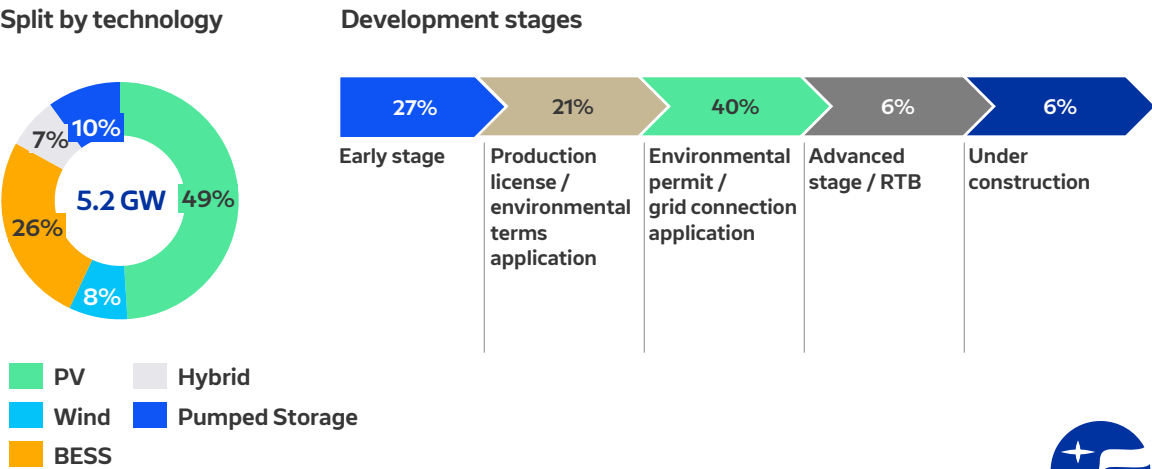 Split by technology
Development stages
10%
7%
5.2 GW
49%
26%
8%
PV
Hybrid
Wind
Pumped Storage
BESS
27%
21%
40%
6%
6%
Early stage
Production
license /
environmental
terms
application
Environmental
permit /
grid connection
application
Advanced
stage / RTB
Under
construction